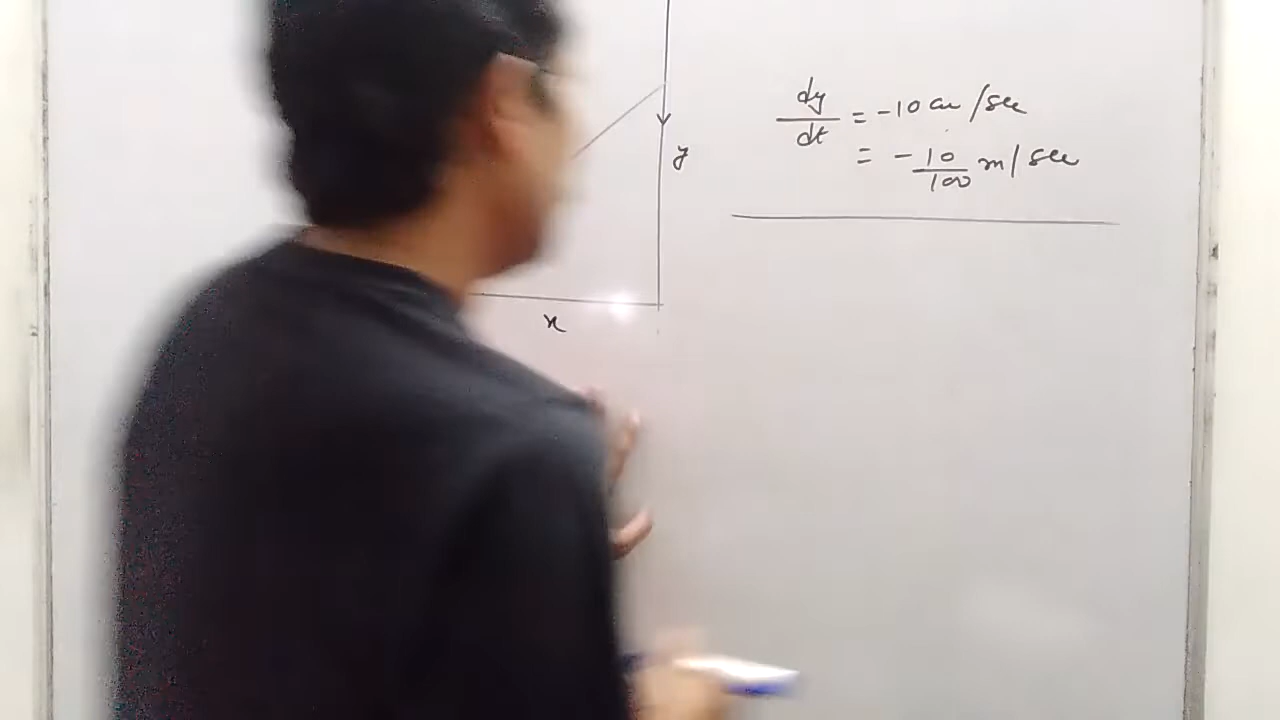 dy/dt = -10 cm/sec
= -10/100 m/sec
y
x